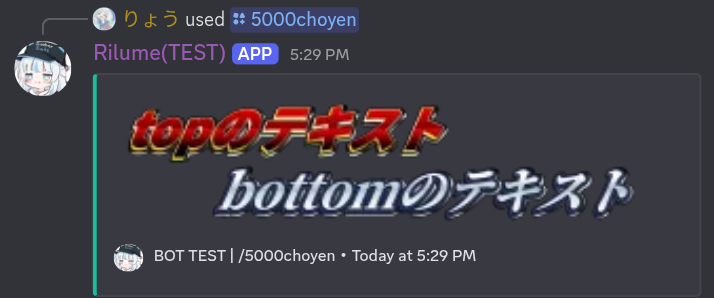 りょう used 5000choyen
Rilume(TEST) APP 5:29 PM
topのテキスト
bottomのテキスト
BOT TEST | /5000choyen • Today at 5:29 PM